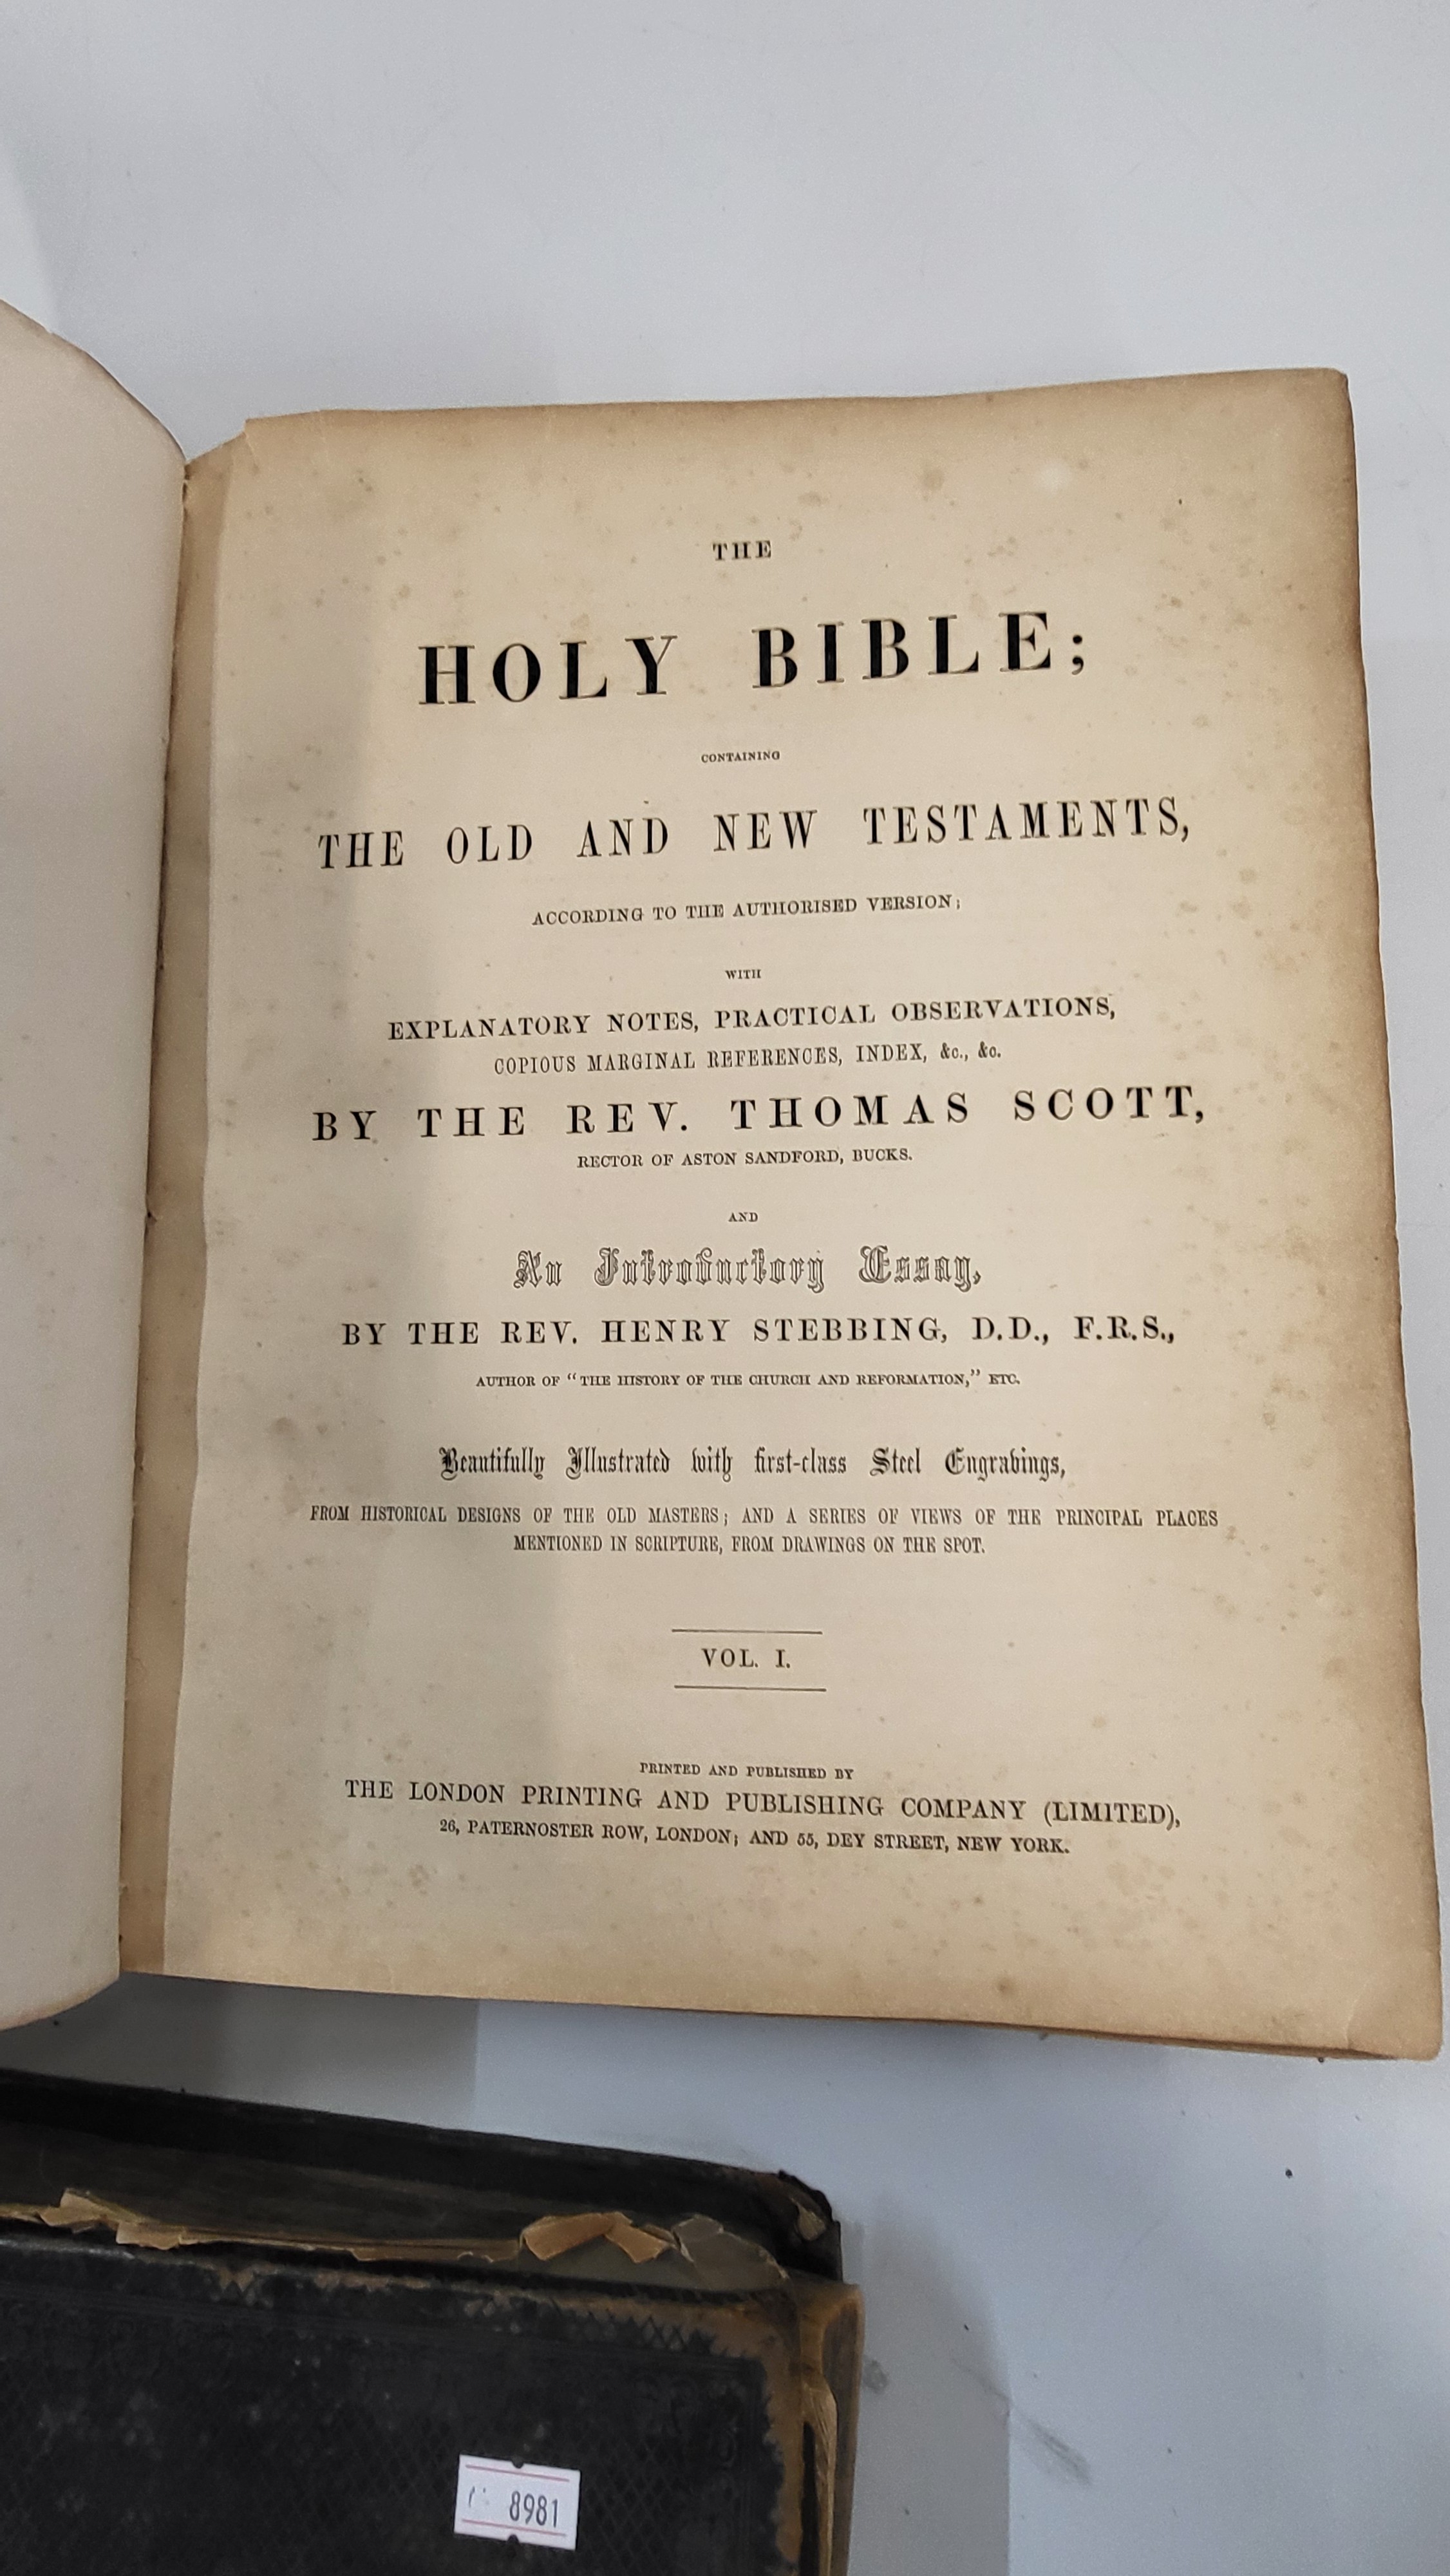 THE
HOLY BIBLE;
CONTAINING
THE OLD AND NEW TESTAMENTS,
ACCORDING TO THE AUTHORISED VERSION;
WITH
EXPLANATORY NOTES, PRACTICAL OBSERVATIONS,
COPIOUS MARGINAL REFERENCES, INDEX, &c., &c.
BY THE REV. THOMAS SCOTT,
RECTOR OF ASTON SANDFORD, BUCKS.
AND
An Introductory Essay,
BY THE REV. HENRY STEBBING, D.D., F.R.S.,
AUTHOR OF "THE HISTORY OF THE CHURCH AND REFORMATION," ETC.
Beautifully Illustrated with first-class Steel Engravings,
FROM HISTORICAL DESIGNS OF THE OLD MASTERS; AND A SERIES OF VIEWS OF THE PRINCIPAL PLACES
MENTIONED IN SCRIPTURE, FROM DRAWINGS ON THE SPOT.
VOL. I.
PRINTED AND PUBLISHED BY
THE LONDON PRINTING AND PUBLISHING COMPANY (LIMITED),
26, PATERNOSTER ROW, LONDON; AND 55, DEY STREET, NEW YORK.
8981